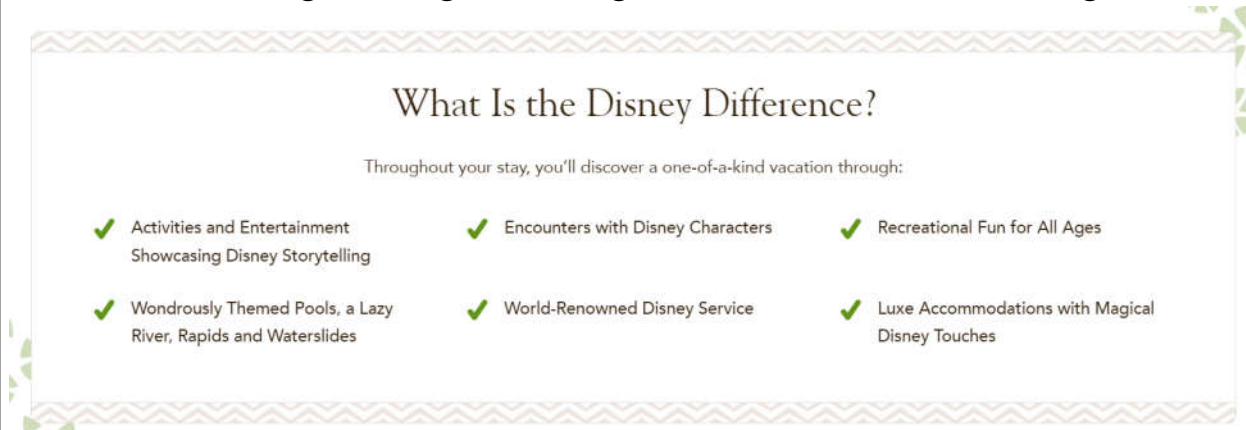 What Is the Disney Difference?
Throughout your stay, you'll discover a one-of-a-kind vacation through:
Activities and Entertainment
Showcasing Disney Storytelling
Encounters with Disney Characters
Recreational Fun for All Ages
Wondrously Themed Pools, a Lazy
River, Rapids and Waterslides
World-Renowned Disney Service
Luxe Accommodations with Magical
Disney Touches